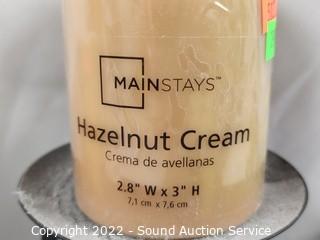 MAINSTAYS™
Hazelnut Cream
Crema de avellanas
2.8" W x 3" H
7,1 cm x 7,6 cm
Copyright 2022 - Sound Auction Service